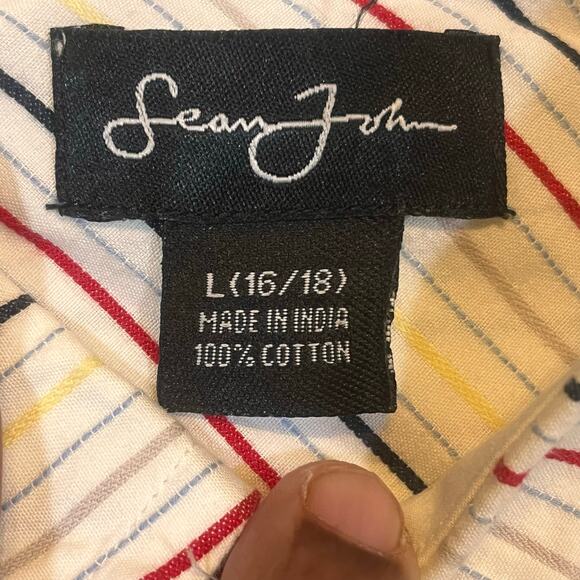 Sean John
L(16/18)
MADE IN INDIA
100% COTTON